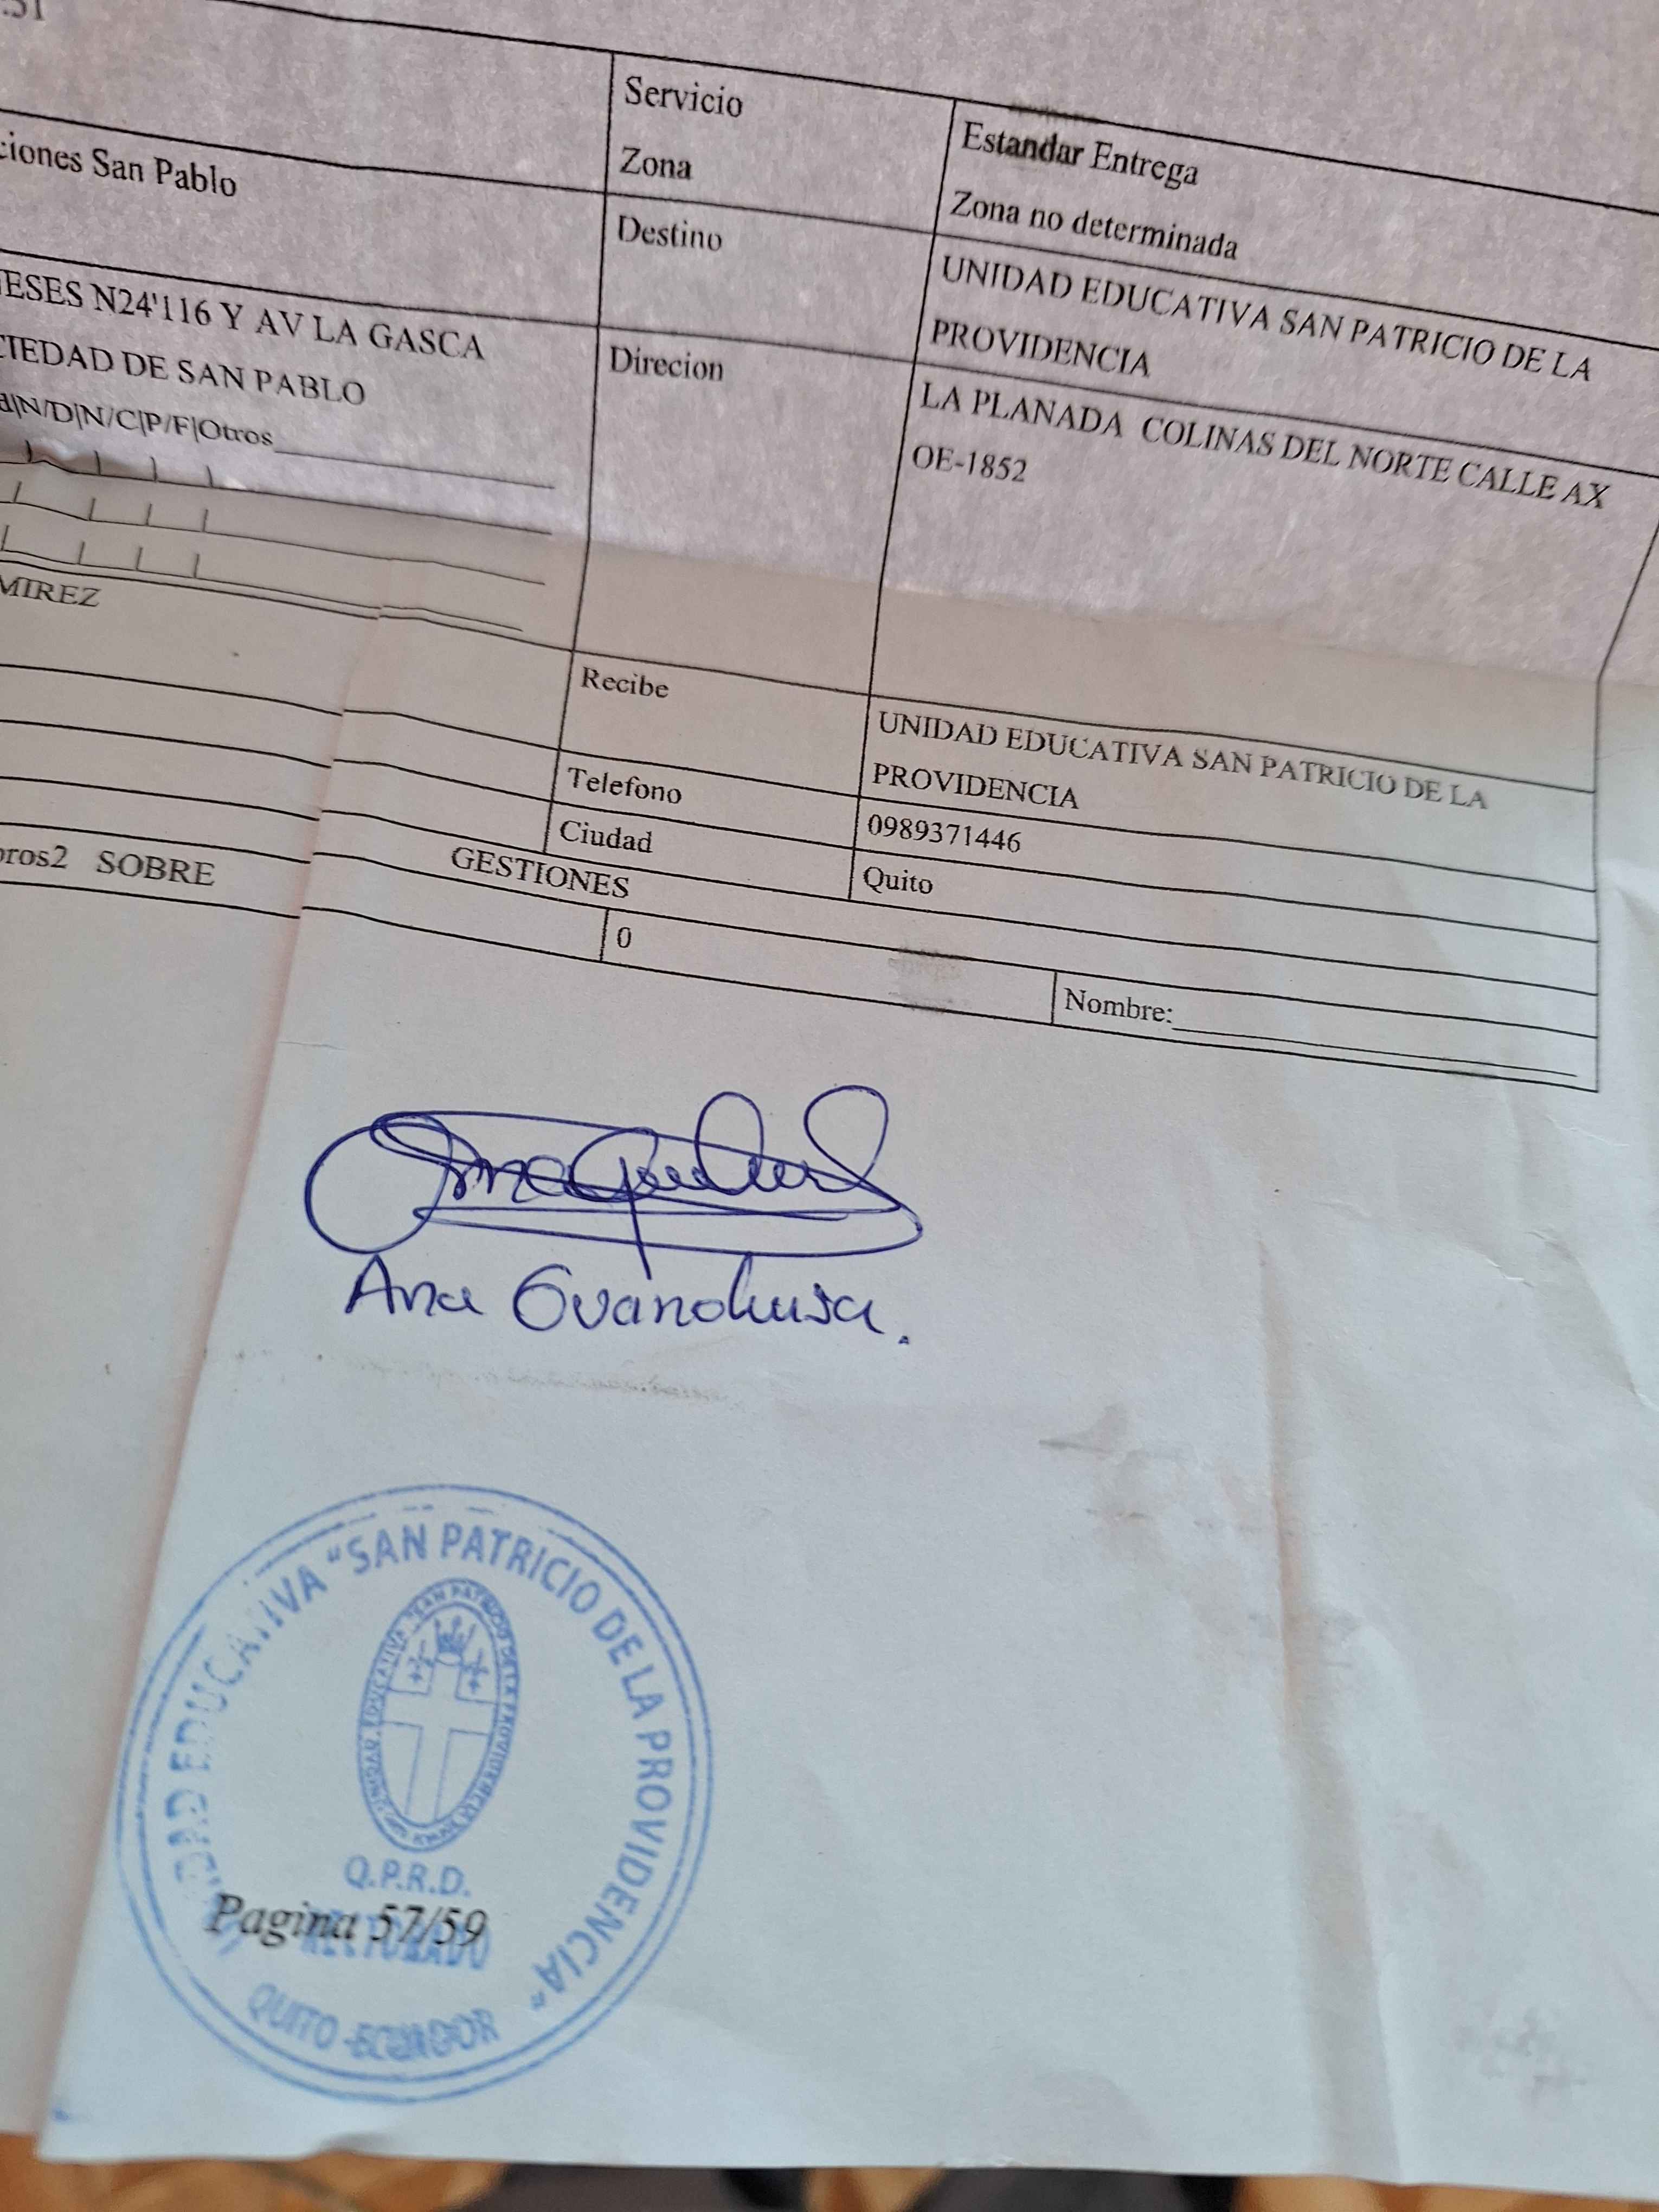 :51
ciones San Pablo
ESES N24'116 Y AV LA GASCA
CIEDAD DE SAN PABLO
a|N/D|N/C|P/F|Otros
MIREZ
oros2 SOBRE
Servicio
Estandar Entrega
Zona
Zona no determinada
Destino
UNIDAD EDUCATIVA SAN PATRICIO DE LA
PROVIDENCIA
Direcion
LA PLANADA COLINAS DEL NORTE CALLE AX
OE-1852
Recibe
UNIDAD EDUCATIVA SAN PATRICIO DE LA
PROVIDENCIA
Telefono
0989371446
Ciudad
Quito
GESTIONES
0
Nombre:
Ana Guanoluisa.
UNIDAD EDUCATIVA "SAN PATRICIO DE LA PROVIDENCIA"
Q.P.R.D.
RECTORADO
QUITO - ECUADOR
Pagina 57/59